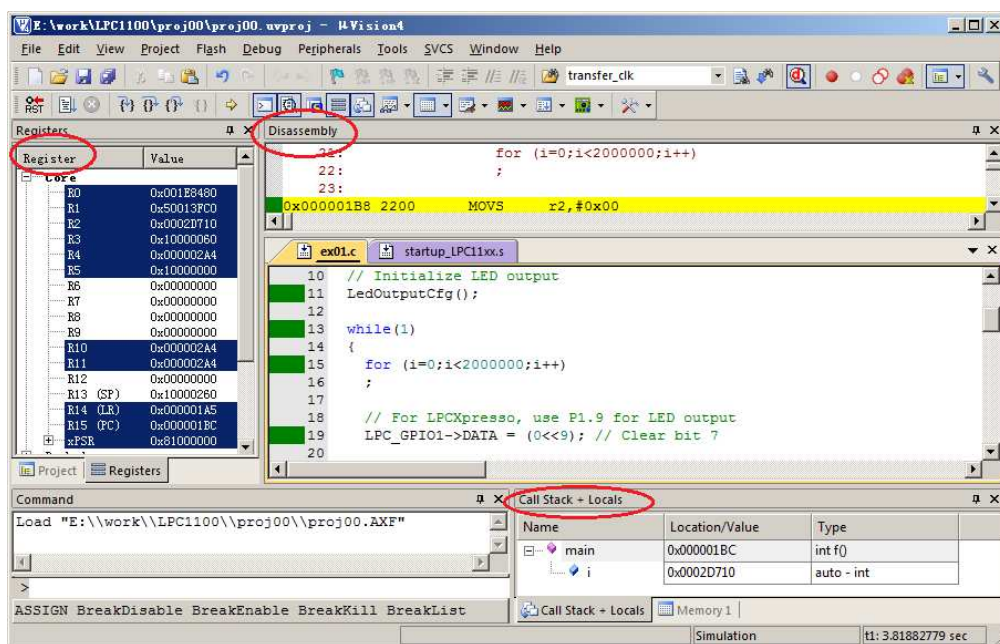 E:\work\LPC1100\proj00\proj00.uvproj - µVision4
File Edit View Project Flash Debug Peripherals Tools SVCS Window Help
transfer_clk
RST
Registers
Register Value
Core
R0 0x001E8480
R1 0x50013FC0
R2 0x0002D710
R3 0x10000060
R4 0x000002A4
R5 0x10000000
R6 0x00000000
R7 0x00000000
R8 0x00000000
R9 0x00000000
R10 0x000002A4
R11 0x000002A4
R12 0x00000000
R13 (SP) 0x10000260
R14 (LR) 0x000001A5
R15 (PC) 0x000001BC
xPSR 0x81000000
Project Registers
Disassembly
21: for (i=0;i<2000000;i++)
22: ;
23:
0x000001B8 2200 MOVS r2,#0x00
ex01.c startup_LPC11xx.s
10 // Initialize LED output
11 LedOutputCfg();
12
13 while(1)
14 {
15 for (i=0;i<2000000;i++)
16 ;
17
18 // For LPCXpresso, use P1.9 for LED output
19 LPC_GPIO1->DATA = (0<<9); // Clear bit 7
20
Command
Load "E:\\work\\LPC1100\\proj00\\proj00.AXF"
>
ASSIGN BreakDisable BreakEnable BreakKill BreakList
Call Stack + Locals
Name Location/Value Type
main 0x000001BC int f()
i 0x0002D710 auto - int
Call Stack + Locals Memory 1
Simulation t1: 3.81882779 sec